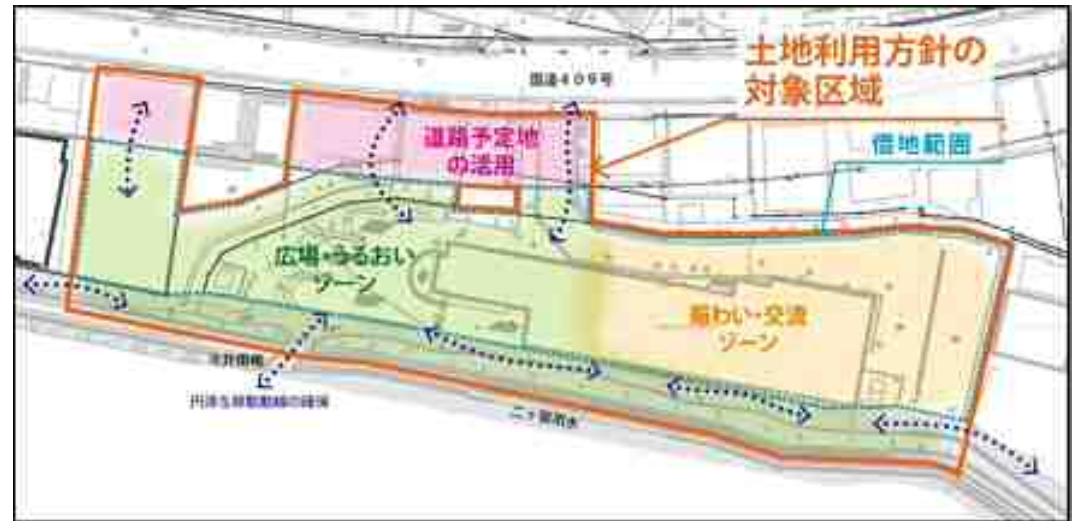 国道409号
土地利用方針の
対象区域
道路予定地
の活用
借地範囲
広場・うるおい
ゾーン
賑わい・交流
ゾーン
二ヶ領用水